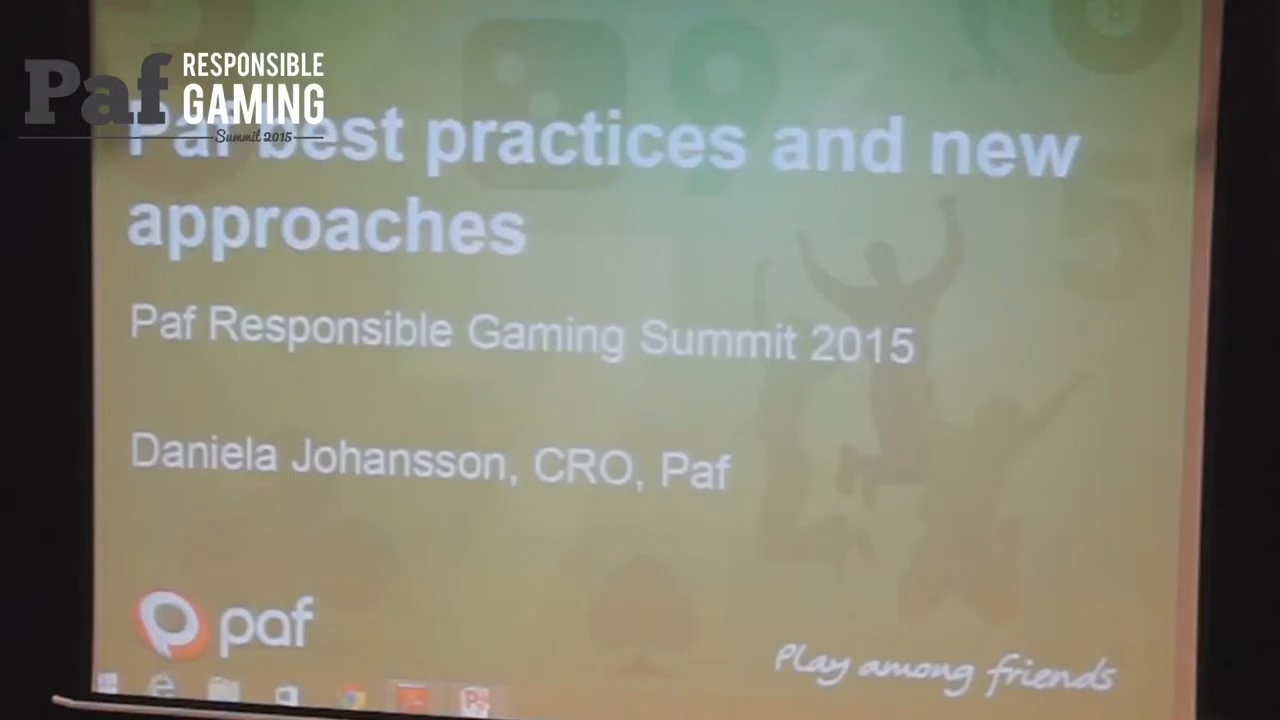 Paf RESPONSIBLE
GAMING
Summit 2015
Paf best practices and new
approaches
Paf Responsible Gaming Summit 2015
Daniela Johansson, CRO, Paf
paf
Play among friends